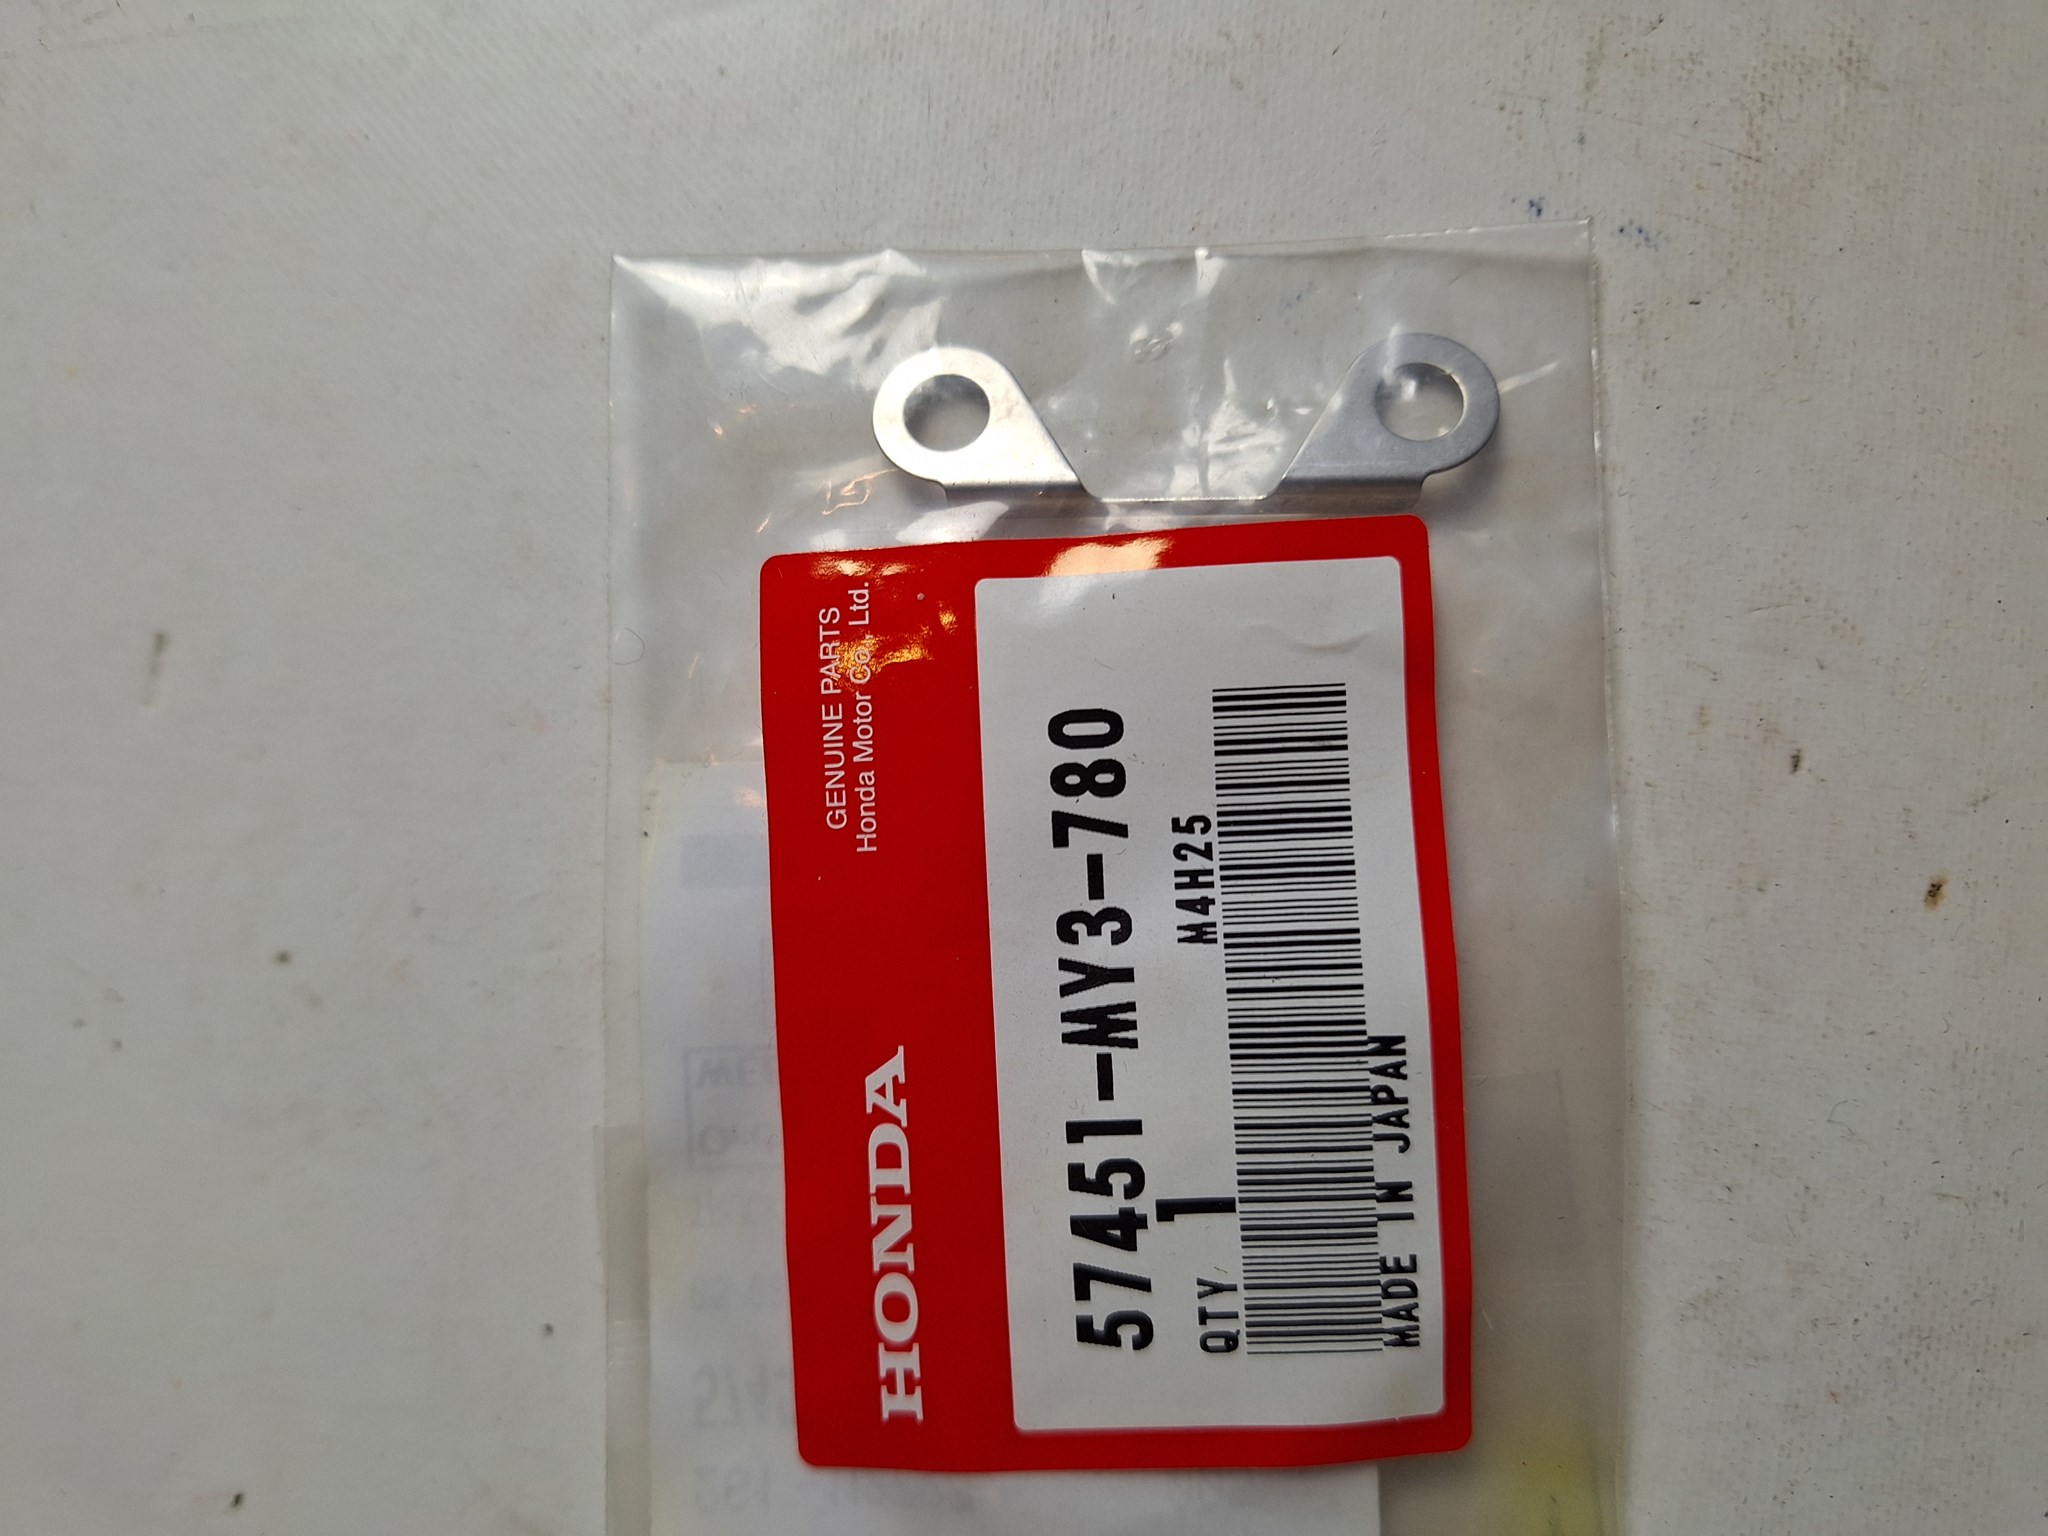 HONDA
GENUINE PARTS
Honda Motor Co., Ltd.
57451-MY3-780
QTY 1
M4H25
MADE IN JAPAN